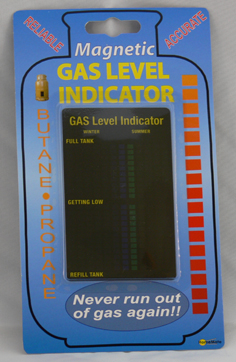 RELIABLE
ACCURATE
Magnetic
GAS LEVEL
INDICATOR
BUTANE • PROPANE
GAS Level Indicator
WINTER SUMMER
FULL TANK
GETTING LOW
REFILL TANK
Never run out
of gas again!!